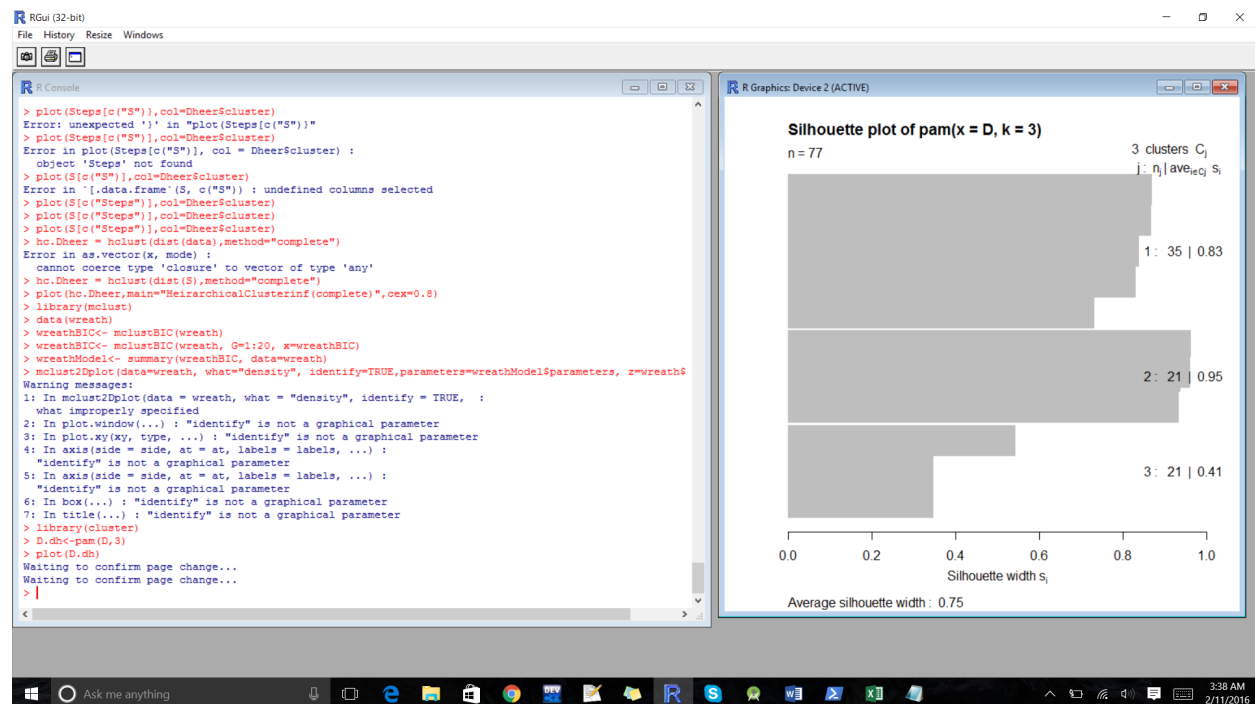 RGui (32-bit)
File History Resize Windows
R Console
> plot(Steps[c("S")},col=Dheer$cluster)
Error: unexpected '}' in "plot(Steps[c("S")}"
> plot(Steps[c("S")],col=Dheer$cluster)
Error in plot(Steps[c("S")], col = Dheer$cluster) :
object 'Steps' not found
> plot(S[c("S")],col=Dheer$cluster)
Error in `[.data.frame`(S, c("S")) : undefined columns selected
> plot(S[c("Steps")],col=Dheer$cluster)
> plot(S[c("Steps")],col=Dheer$cluster)
> plot(S[c("Steps")],col=Dheer$cluster)
> hc.Dheer = hclust(dist(data),method="complete")
Error in as.vector(x, mode) :
cannot coerce type 'closure' to vector of type 'any'
> hc.Dheer = hclust(dist(S),method="complete")
> plot(hc.Dheer,main="HeizarchicalClusterinf(complete)",cex=0.8)
> library(mclust)
> data(wreath)
> wreathBIC<- mclustBIC(wreath)
> wreathBIC<- mclustBIC(wreath, G=1:20, x=wreathBIC)
> wreathModel<- summary(wreathBIC, data=wreath)
> mclust2Dplot(data=wreath, what="density", identify=TRUE,parameters=wreathModel$parameters, z=wreath$
Warning messages:
1: In mclust2Dplot(data = wreath, what = "density", identify = TRUE, :
what improperly specified
2: In plot.window(...) : "identify" is not a graphical parameter
3: In plot.xy(xy, type, ...) : "identify" is not a graphical parameter
4: In axis(side = side, at = at, labels = labels, ...) :
"identify" is not a graphical parameter
5: In axis(side = side, at = at, labels = labels, ...) :
"identify" is not a graphical parameter
6: In box(...) : "identify" is not a graphical parameter
7: In title(...) : "identify" is not a graphical parameter
> library(cluster)
> D.dh<-pam(D,3)
> plot(D.dh)
Waiting to confirm page change...
Waiting to confirm page change...
>
R Graphics: Device 2 (ACTIVE)
Silhouette plot of pam(x = D, k = 3)
n = 77
3 clusters Cj
j : nj | avei∈Cj si
1 : 35 | 0.83
2 : 21 | 0.95
3 : 21 | 0.41
0.0 0.2 0.4 0.6 0.8 1.0
Silhouette width si
Average silhouette width : 0.75
Ask me anything
DEV
3:38 AM
2/11/2016